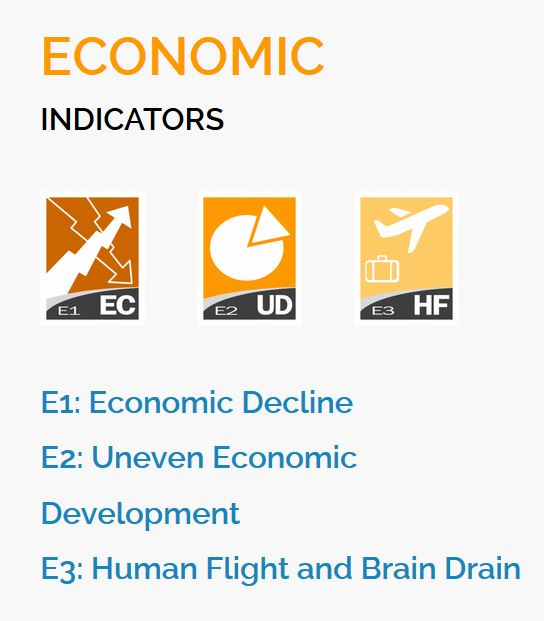 ECONOMIC
INDICATORS
E1 EC
E2 UD
E3 HF
E1: Economic Decline
E2: Uneven Economic
Development
E3: Human Flight and Brain Drain